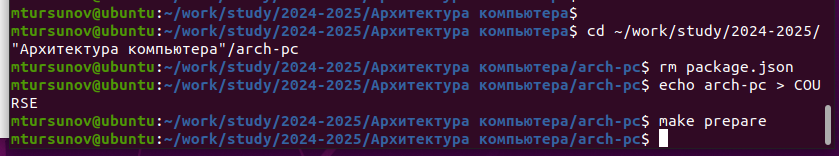 mtursunov@ubuntu:~/work/study/2024-2025/Архитектура компьютера$
mtursunov@ubuntu:~/work/study/2024-2025/Архитектура компьютера$ cd ~/work/study/2024-2025/
"Архитектура компьютера"/arch-pc
mtursunov@ubuntu:~/work/study/2024-2025/Архитектура компьютера/arch-pc$ rm package.json
mtursunov@ubuntu:~/work/study/2024-2025/Архитектура компьютера/arch-pc$ echo arch-pc > COU
RSE
mtursunov@ubuntu:~/work/study/2024-2025/Архитектура компьютера/arch-pc$ make prepare
mtursunov@ubuntu:~/work/study/2024-2025/Архитектура компьютера/arch-pc$